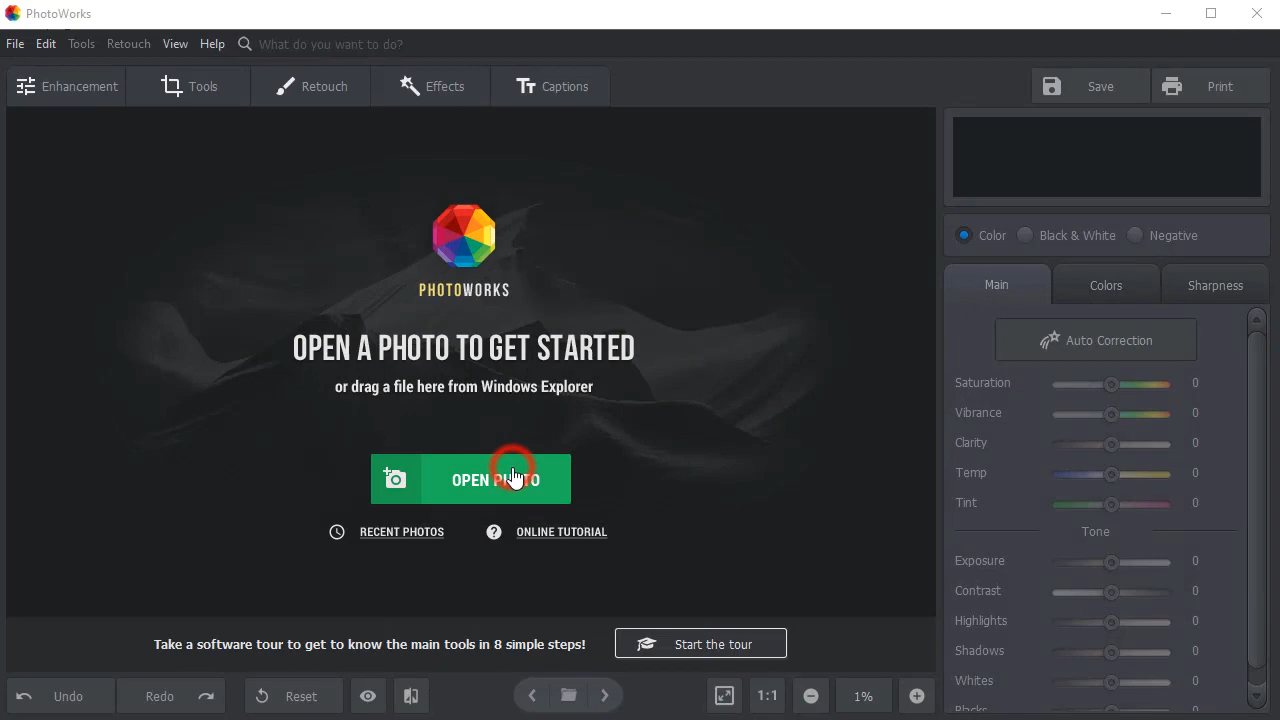 PhotoWorks
File Edit Tools Retouch View Help What do you want to do?
Enhancement Tools Retouch Effects Captions Save Print
PHOTOWORKS
OPEN A PHOTO TO GET STARTED
or drag a file here from Windows Explorer
OPEN PHOTO
RECENT PHOTOS ONLINE TUTORIAL
Take a software tour to get to know the main tools in 8 simple steps! Start the tour
Color Black & White Negative
Main Colors Sharpness
Auto Correction
Saturation 0
Vibrance 0
Clarity 0
Temp 0
Tint 0
Tone
Exposure 0
Contrast 0
Highlights 0
Shadows 0
Whites 0
Blacks 0
Undo Redo Reset 1:1 1%